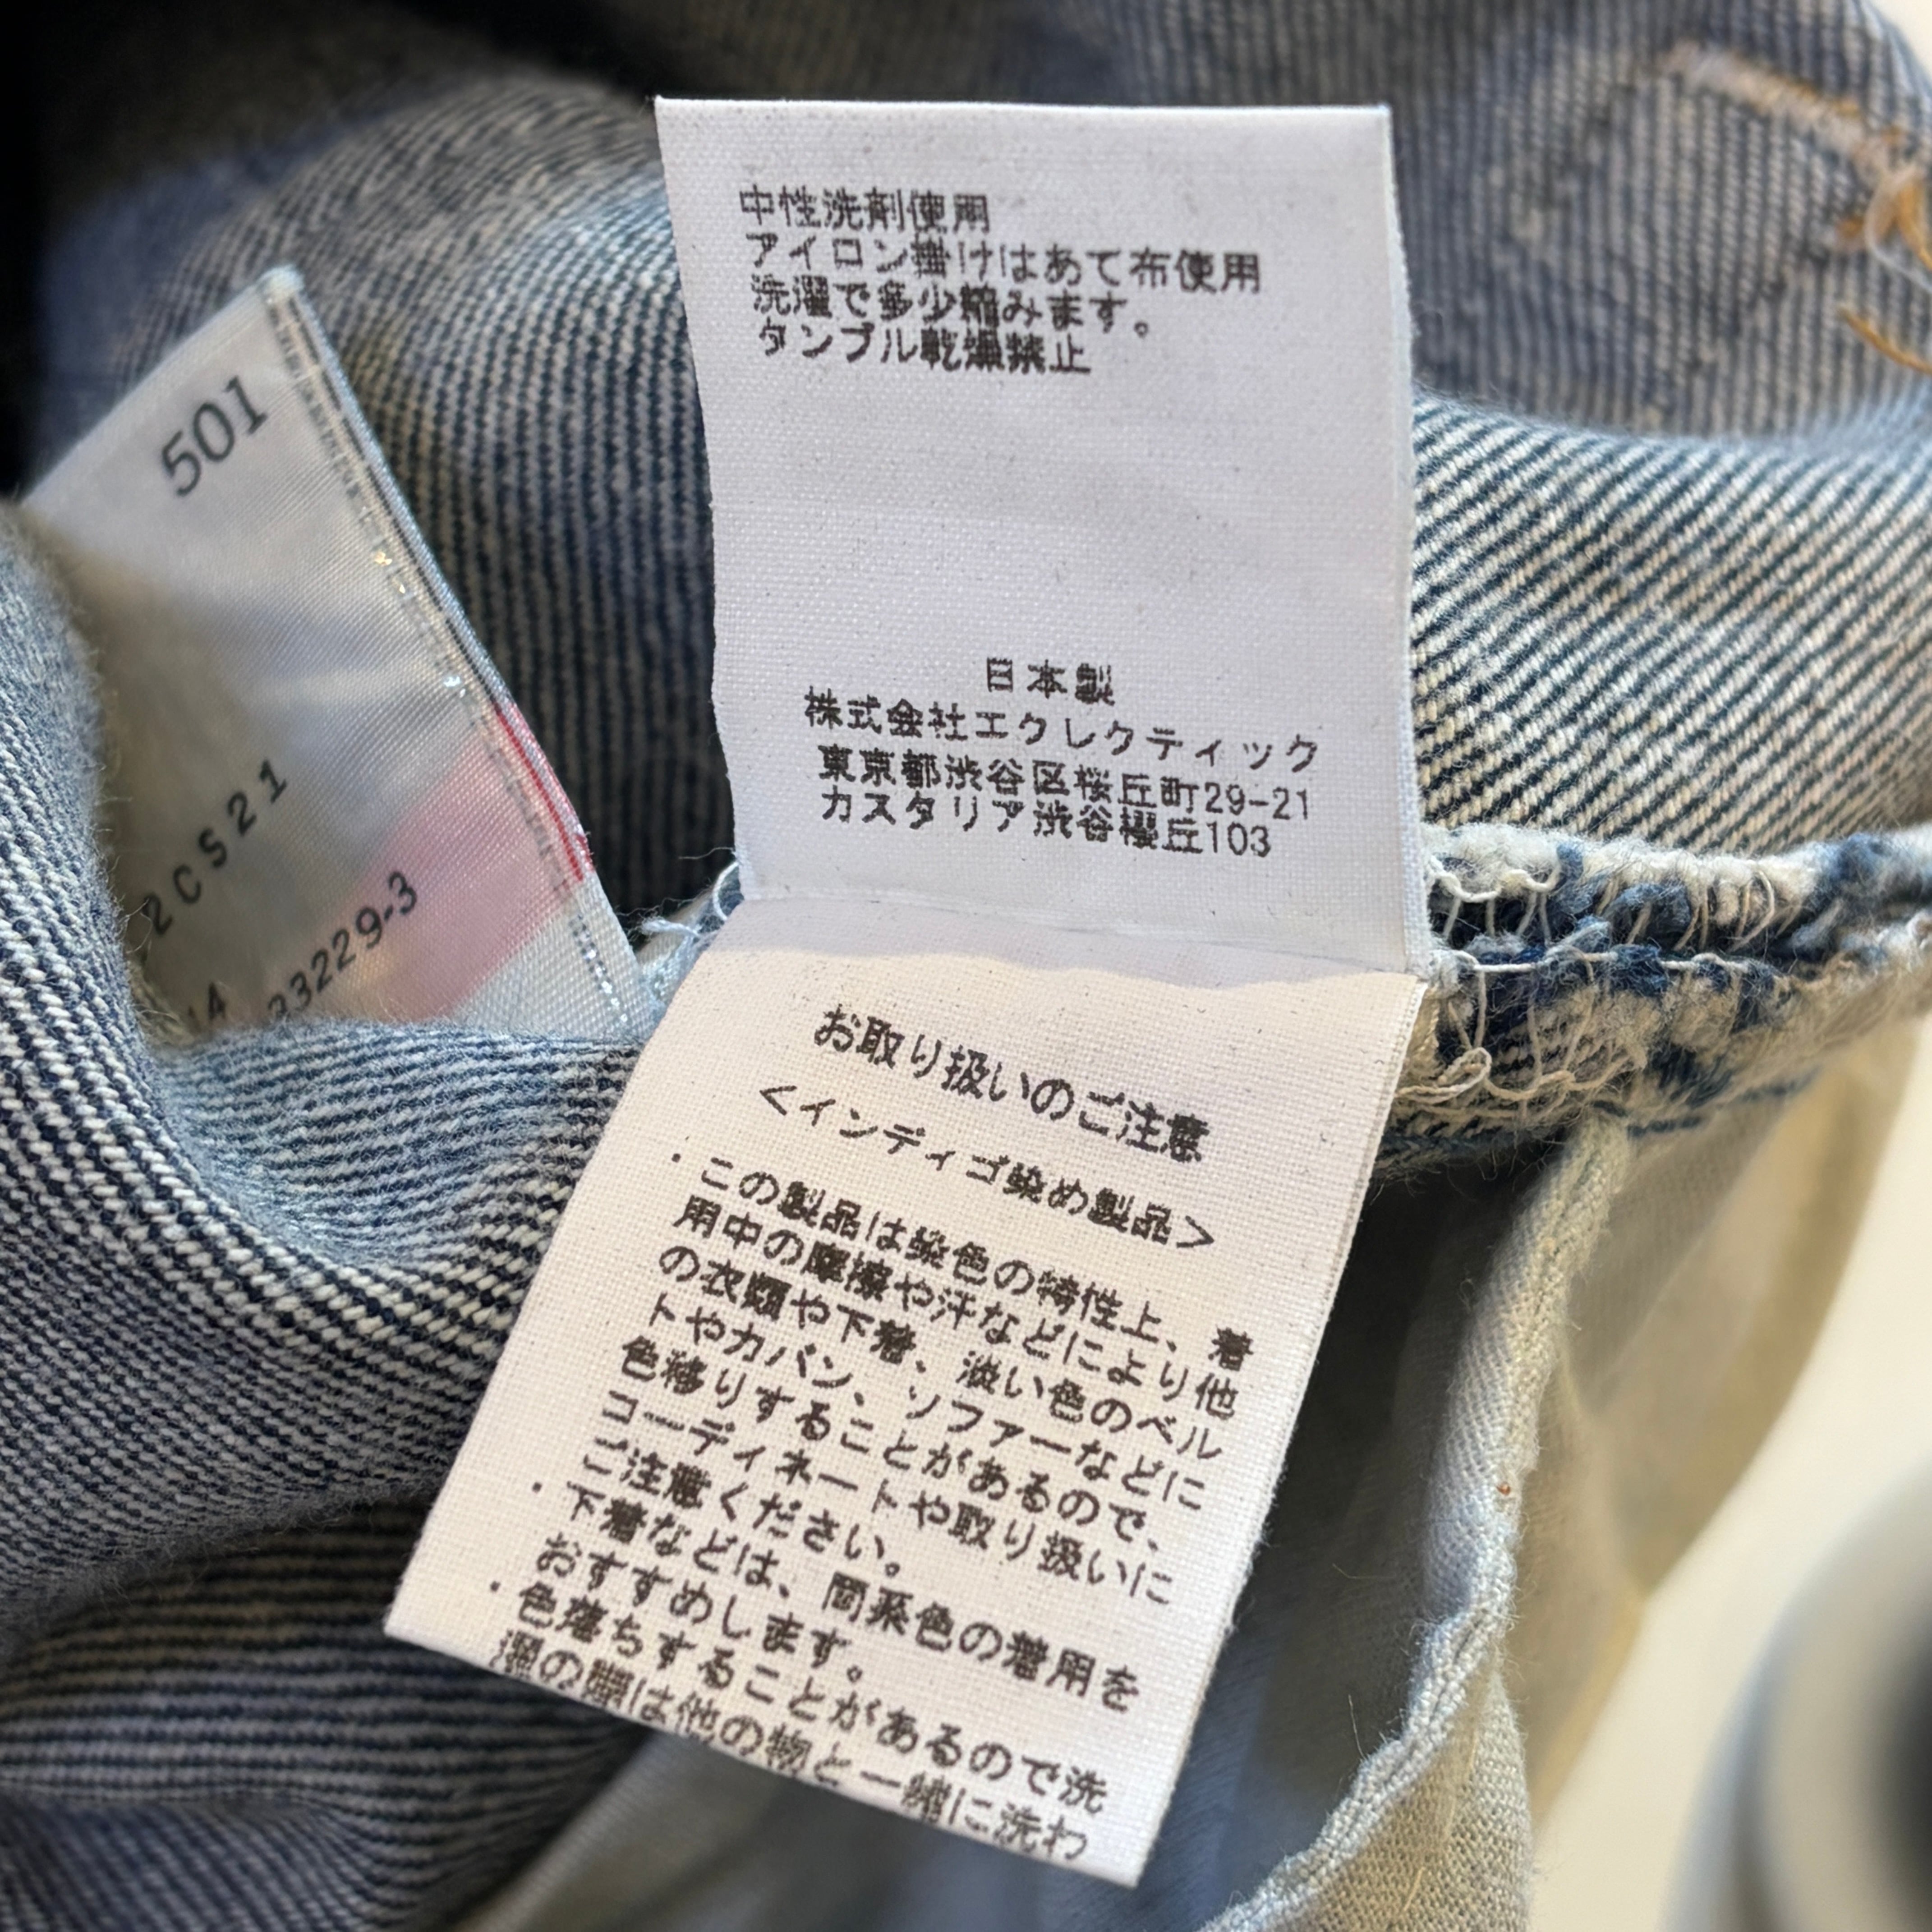 中性洗剤使用
アイロン掛けはあて布使用
洗濯で多少縮みます。
タンブル乾燥禁止
日本製
株式会社エクレクティック
東京都渋谷区桜丘町29-21
カスタリア渋谷櫻丘103
お取り扱いのご注意
<インディゴ染め製品>
・この製品は染色の特性上、着
用中の摩擦や汗などにより他
の衣類や下着、淡い色のベル
トやカバン、ソファーなどに
色移りすることがあるので、
コーディネートや取り扱いに
ご注意ください。
・下着などは、同系色の着用を
おすすめします。
・色落ちすることがあるので洗
濯の際は他の物と一緒に洗わ
501
2CS21
14 33229-3